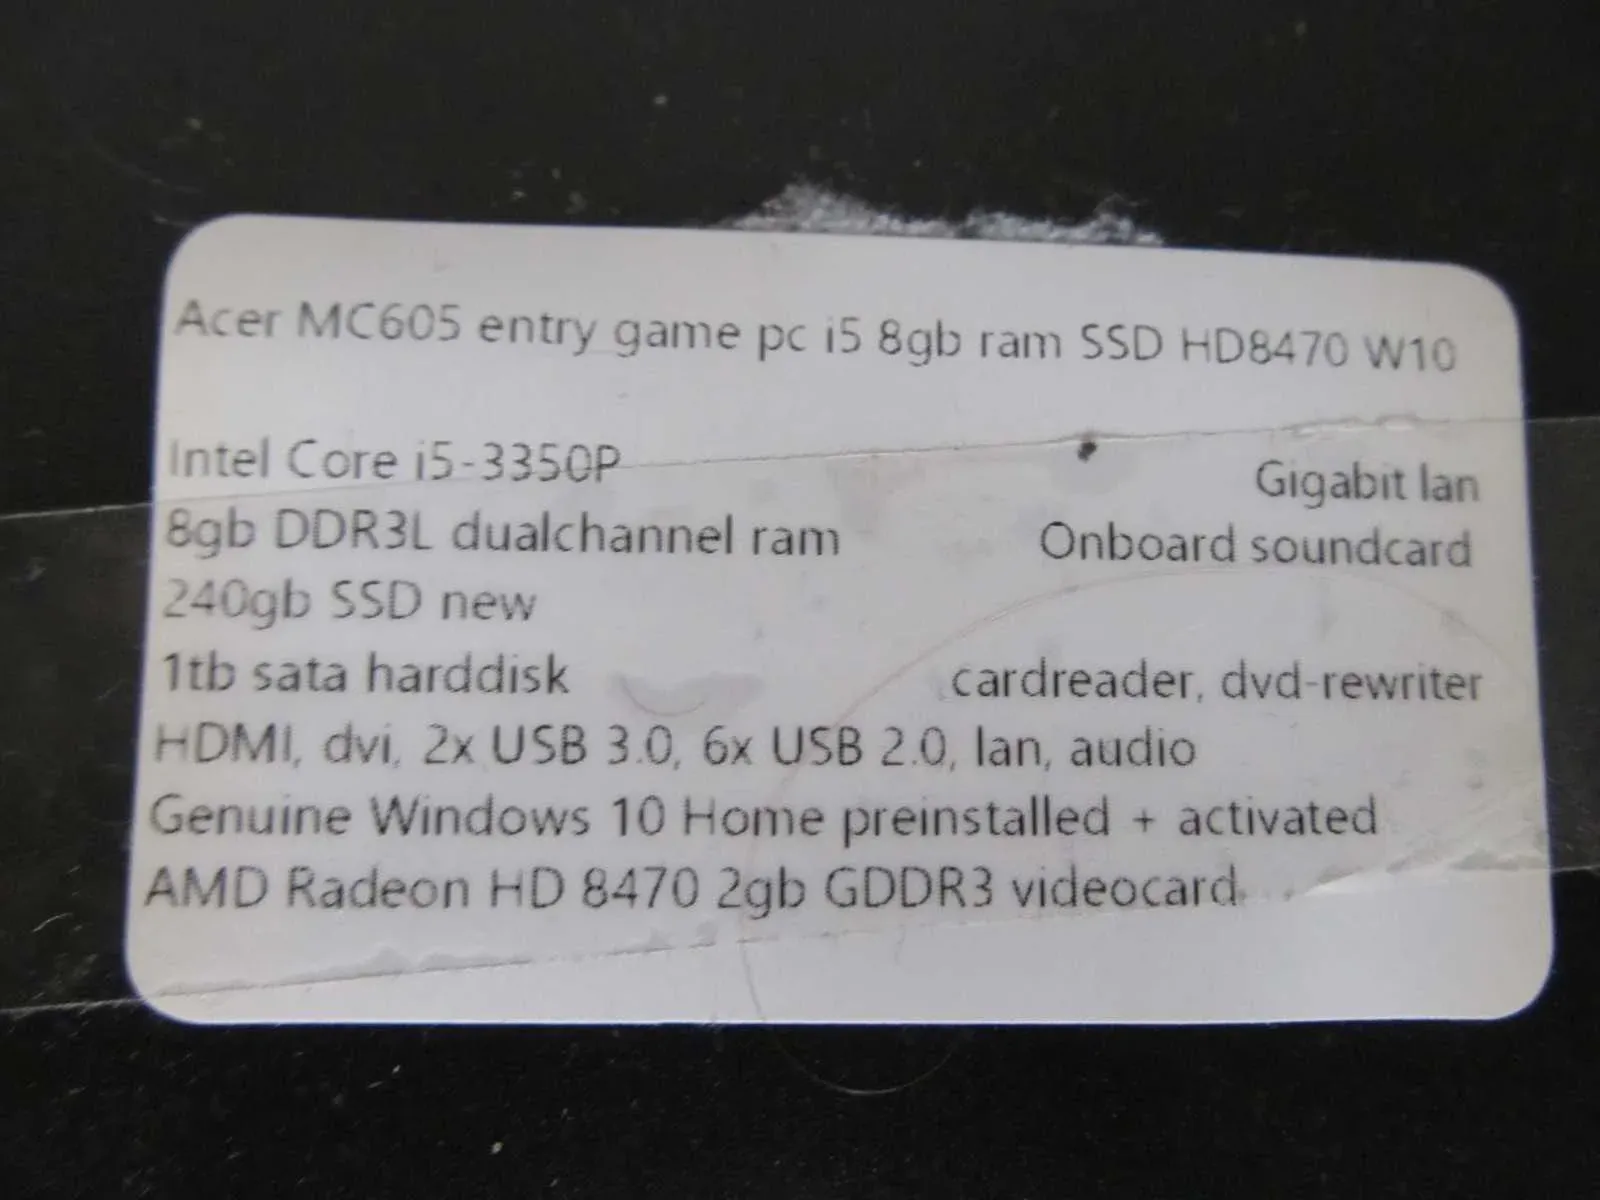 Acer MC605 entry game pc i5 8gb ram SSD HD8470 W10
Intel Core i5-3350P
Gigabit lan
8gb DDR3L dualchannel ram
Onboard soundcard
240gb SSD new
1tb sata harddisk
cardreader, dvd-rewriter
HDMI, dvi, 2x USB 3.0, 6x USB 2.0, lan, audio
Genuine Windows 10 Home preinstalled + activated
AMD Radeon HD 8470 2gb GDDR3 videocard